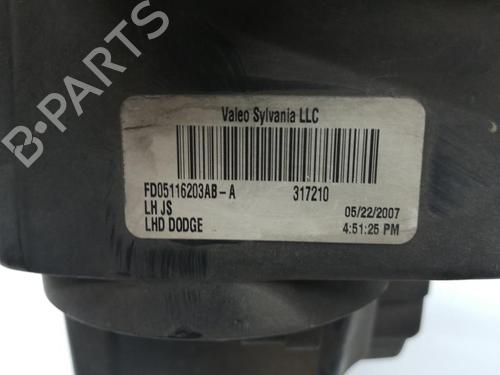 B-PARTS
Valeo Sylvania LLC
FD05116203AB-A 317210
LH JS 05/22/2007
LHD DODGE 4:51:25 PM